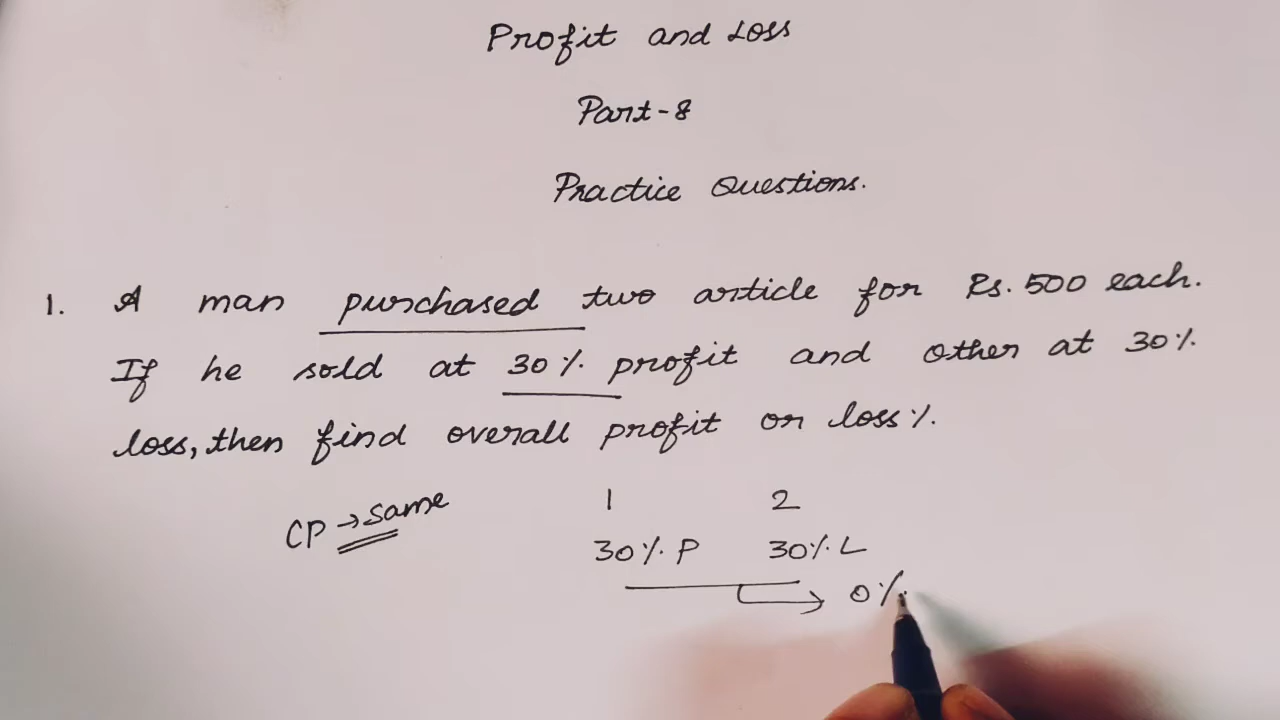 Profit and Loss
Part-8
Practice Questions.
1. A man purchased two article for Rs. 500 each.
If he sold at 30% profit and other at 30%
loss, then find overall profit or loss%.
CP → same
1 2
30% P 30% L
0%